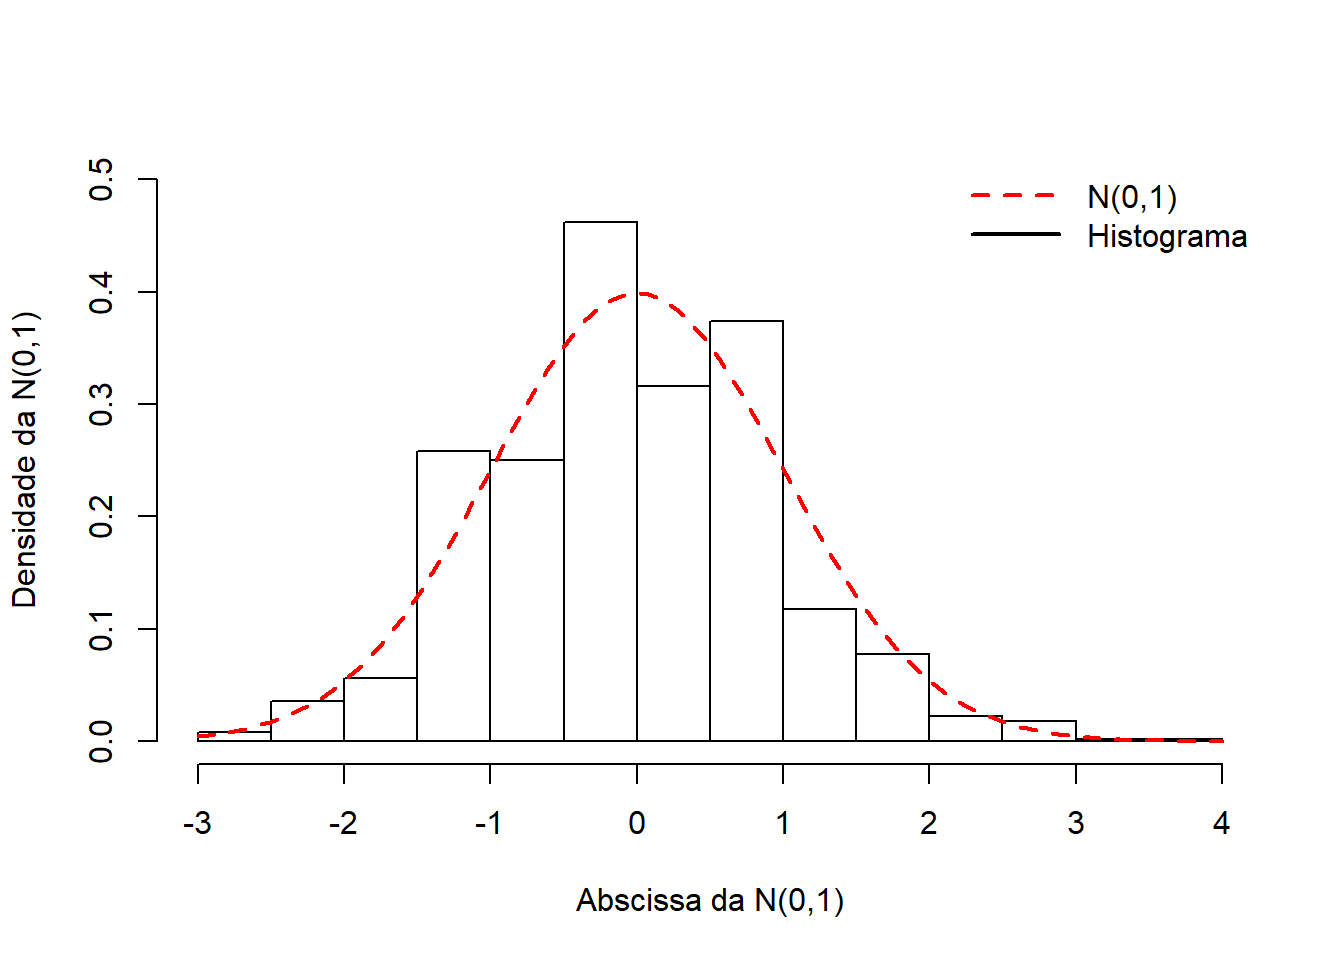 N(0,1)
Histograma
Densidade da N(0,1)
0.5
0.4
0.3
0.2
0.1
0.0
-3 -2 -1 0 1 2 3 4
Abscissa da N(0,1)